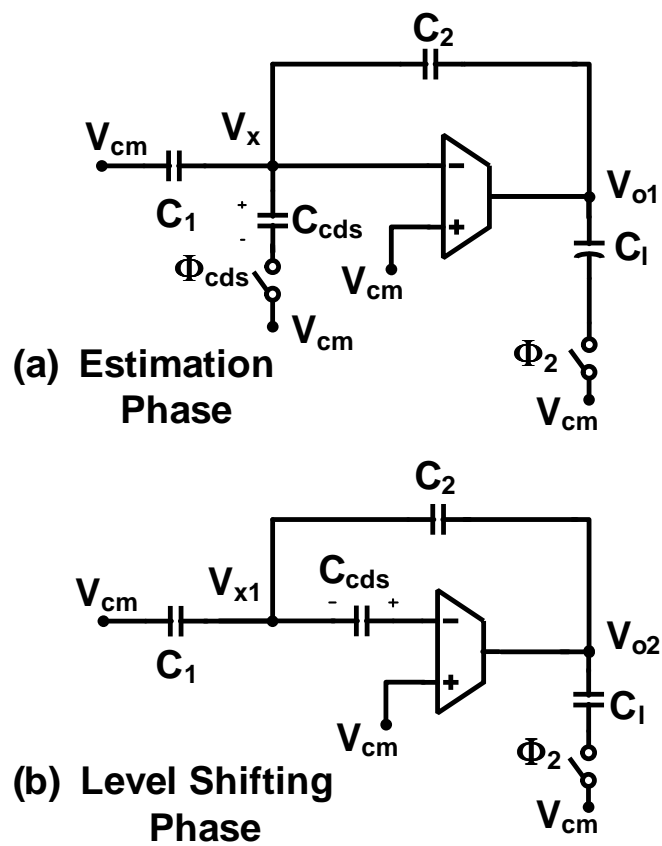 C2
Vcm
Vx
C1
+
-
Ccds
Φcds
Vcm
−
+
Vcm
Vo1
Cl
Φ2
Vcm
(a) Estimation
Phase
C2
Vcm
Vx1
C1
Ccds
- +
−
+
Vcm
Vo2
Cl
Φ2
Vcm
(b) Level Shifting
Phase